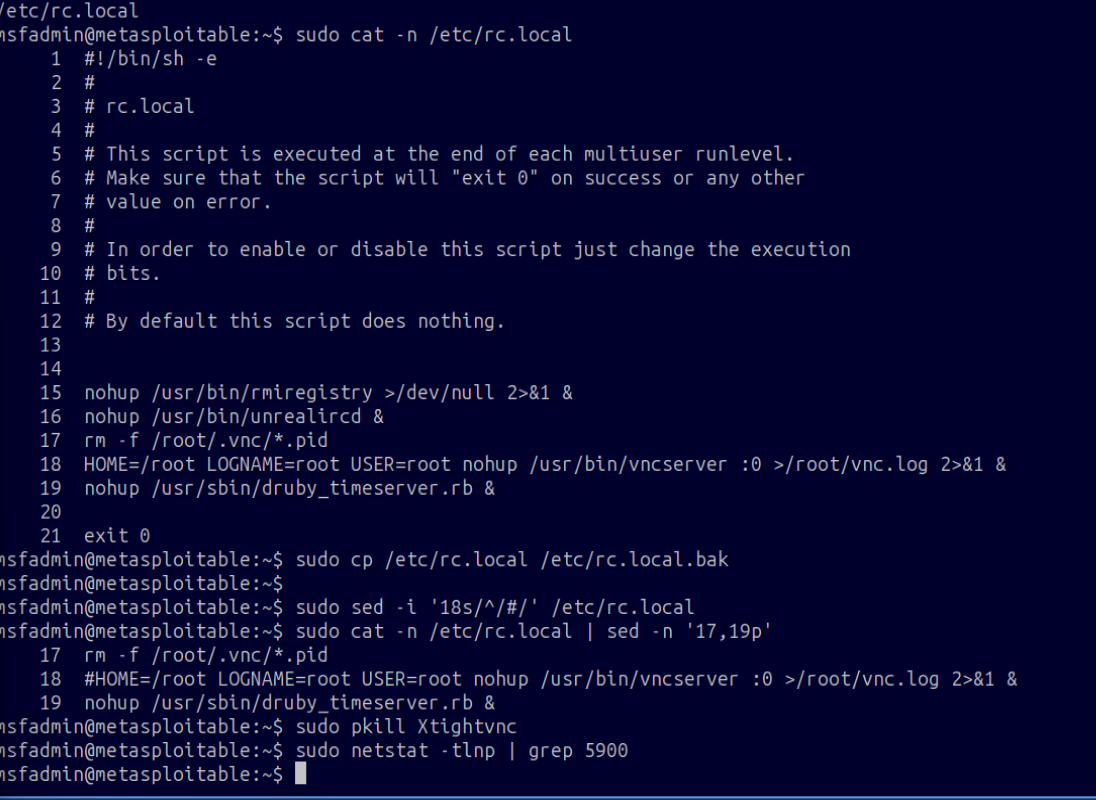 /etc/rc.local
msfadmin@metasploitable:~$ sudo cat -n /etc/rc.local
     1  #!/bin/sh -e
     2  #
     3  # rc.local
     4  #
     5  # This script is executed at the end of each multiuser runlevel.
     6  # Make sure that the script will "exit 0" on success or any other
     7  # value on error.
     8  #
     9  # In order to enable or disable this script just change the execution
    10  # bits.
    11  #
    12  # By default this script does nothing.
    13
    14
    15  nohup /usr/bin/rmiregistry >/dev/null 2>&1 &
    16  nohup /usr/bin/unrealircd &
    17  rm -f /root/.vnc/*.pid
    18  HOME=/root LOGNAME=root USER=root nohup /usr/bin/vncserver :0 >/root/vnc.log 2>&1 &
    19  nohup /usr/sbin/druby_timeserver.rb &
    20
    21  exit 0
msfadmin@metasploitable:~$ sudo cp /etc/rc.local /etc/rc.local.bak
msfadmin@metasploitable:~$
msfadmin@metasploitable:~$ sudo sed -i '18s/^/#/' /etc/rc.local
msfadmin@metasploitable:~$ sudo cat -n /etc/rc.local | sed -n '17,19p'
    17  rm -f /root/.vnc/*.pid
    18  #HOME=/root LOGNAME=root USER=root nohup /usr/bin/vncserver :0 >/root/vnc.log 2>&1 &
    19  nohup /usr/sbin/druby_timeserver.rb &
msfadmin@metasploitable:~$ sudo pkill Xtightvnc
msfadmin@metasploitable:~$ sudo netstat -tlnp | grep 5900
msfadmin@metasploitable:~$